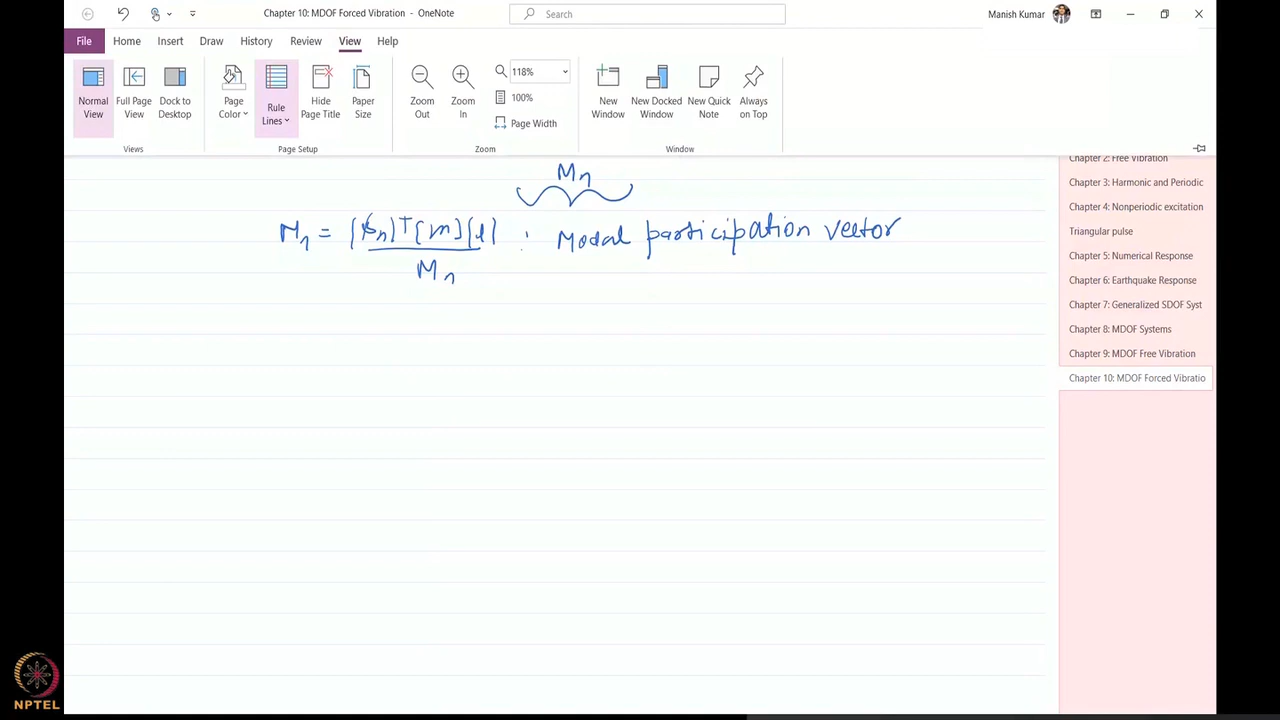 Chapter 10: MDOF Forced Vibration - OneNote
Search
Manish Kumar
File Home Insert Draw History Review View Help
Normal View
Full Page View
Dock to Desktop
Page Color
Rule Lines
Hide Page Title
Paper Size
Zoom Out
Zoom In
118%
100%
Page Width
New Window
New Docked Window
New Quick Note
Always on Top
Views
Page Setup
Zoom
Window
Mn
Γn = {φn}ᵀ[m]{l} : Modal participation vector
Mn
Chapter 2: Free Vibration
Chapter 3: Harmonic and Periodic
Chapter 4: Nonperiodic excitation
Triangular pulse
Chapter 5: Numerical Response
Chapter 6: Earthquake Response
Chapter 7: Generalized SDOF Syst
Chapter 8: MDOF Systems
Chapter 9: MDOF Free Vibration
Chapter 10: MDOF Forced Vibratio
NPTEL